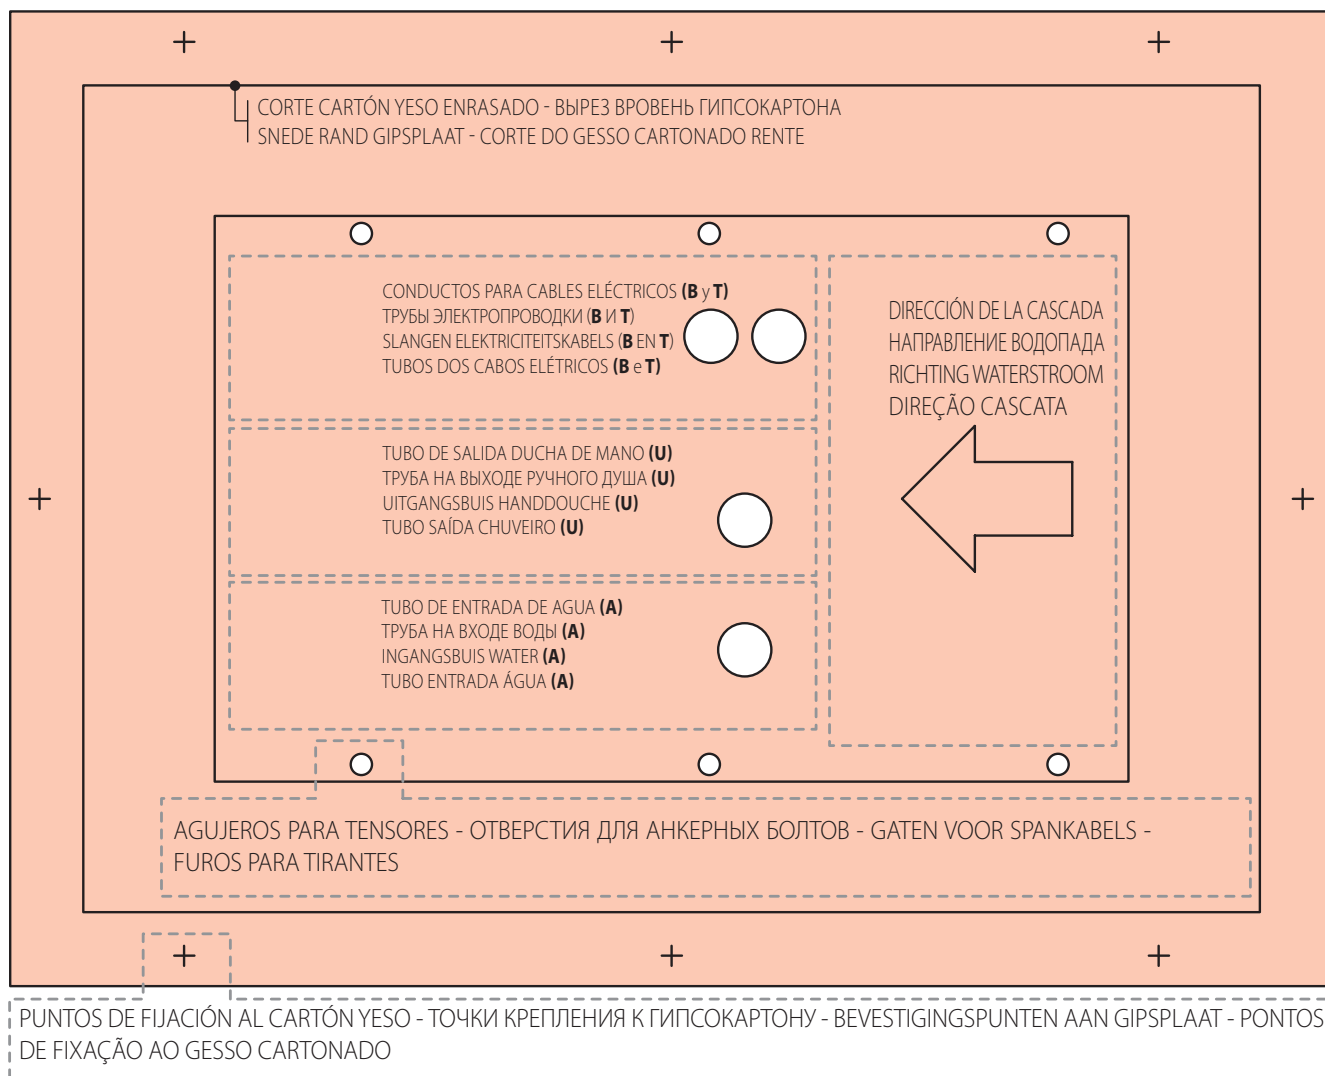 CORTE CARTÓN YESO ENRASADO - ВЫРЕЗ ВРОВЕНЬ ГИПСОКАРТОНА
SNEDE RAND GIPSPLAAT - CORTE DO GESSO CARTONADO RENTE
CONDUCTOS PARA CABLES ELÉCTRICOS (B y T)
ТРУБЫ ЭЛЕКТРОПРОВОДКИ (В И Т)
SLANGEN ELEKTRICITEITSKABELS (B EN T)
TUBOS DOS CABOS ELÉTRICOS (B e T)
DIRECCIÓN DE LA CASCADA
НАПРАВЛЕНИЕ ВОДОПАДА
RICHTING WATERSTROOM
DIREÇÃO CASCATA
TUBO DE SALIDA DUCHA DE MANO (U)
ТРУБА НА ВЫХОДЕ РУЧНОГО ДУША (U)
UITGANGSBUIS HANDDOUCHE (U)
TUBO SAÍDA CHUVEIRO (U)
TUBO DE ENTRADA DE AGUA (A)
ТРУБА НА ВХОДЕ ВОДЫ (A)
INGANGSBUIS WATER (A)
TUBO ENTRADA ÁGUA (A)
AGUJEROS PARA TENSORES - ОТВЕРСТИЯ ДЛЯ АНКЕРНЫХ БОЛТОВ - GATEN VOOR SPANKABELS -
FUROS PARA TIRANTES
PUNTOS DE FIJACIÓN AL CARTÓN YESO - ТОЧКИ КРЕПЛЕНИЯ К ГИПСОКАРТОНУ - BEVESTIGINGSPUNTEN AAN GIPSPLAAT - PONTOS
DE FIXAÇÃO AO GESSO CARTONADO